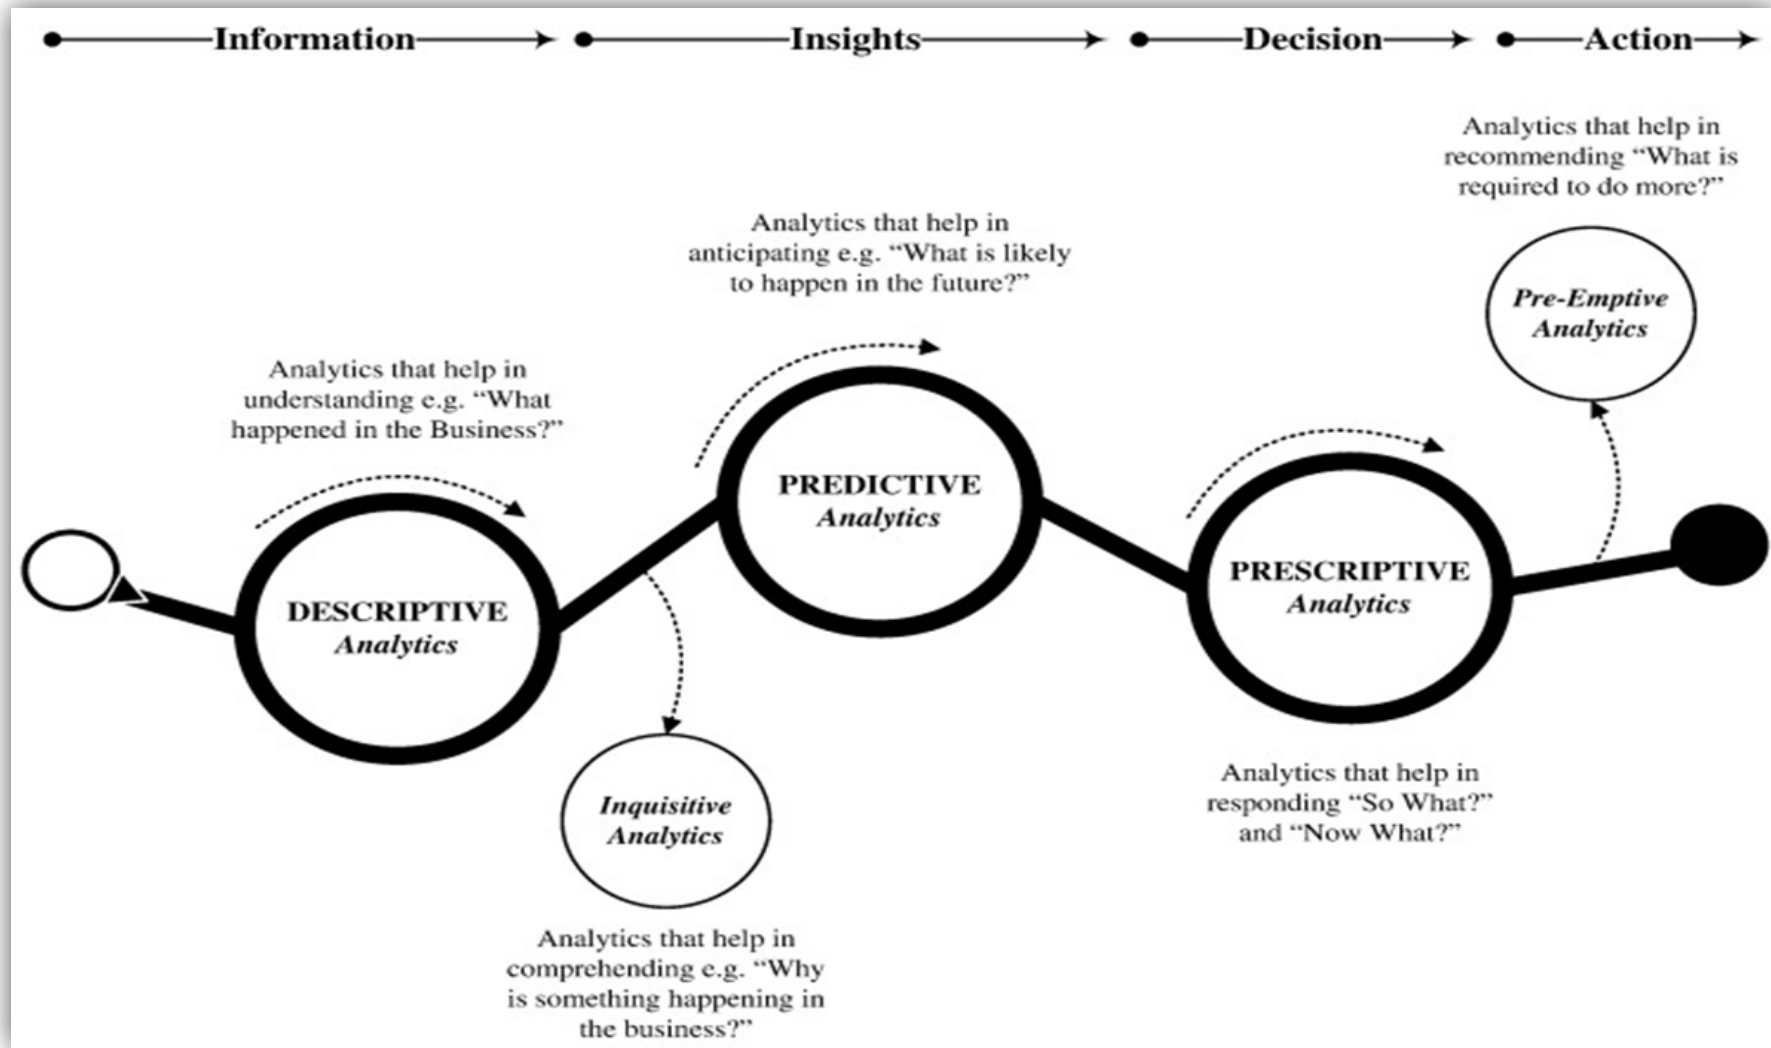 Information
Insights
Decision
Action
Analytics that help in
recommending “What is
required to do more?”
Pre-Emptive
Analytics
Analytics that help in
anticipating e.g. “What is likely
to happen in the future?”
Analytics that help in
understanding e.g. “What
happened in the Business?”
DESCRIPTIVE
Analytics
PREDICTIVE
Analytics
PRESCRIPTIVE
Analytics
Inquisitive
Analytics
Analytics that help in
comprehending e.g. “Why
is something happening in
the business?”
Analytics that help in
responding “So What?”
and “Now What?”